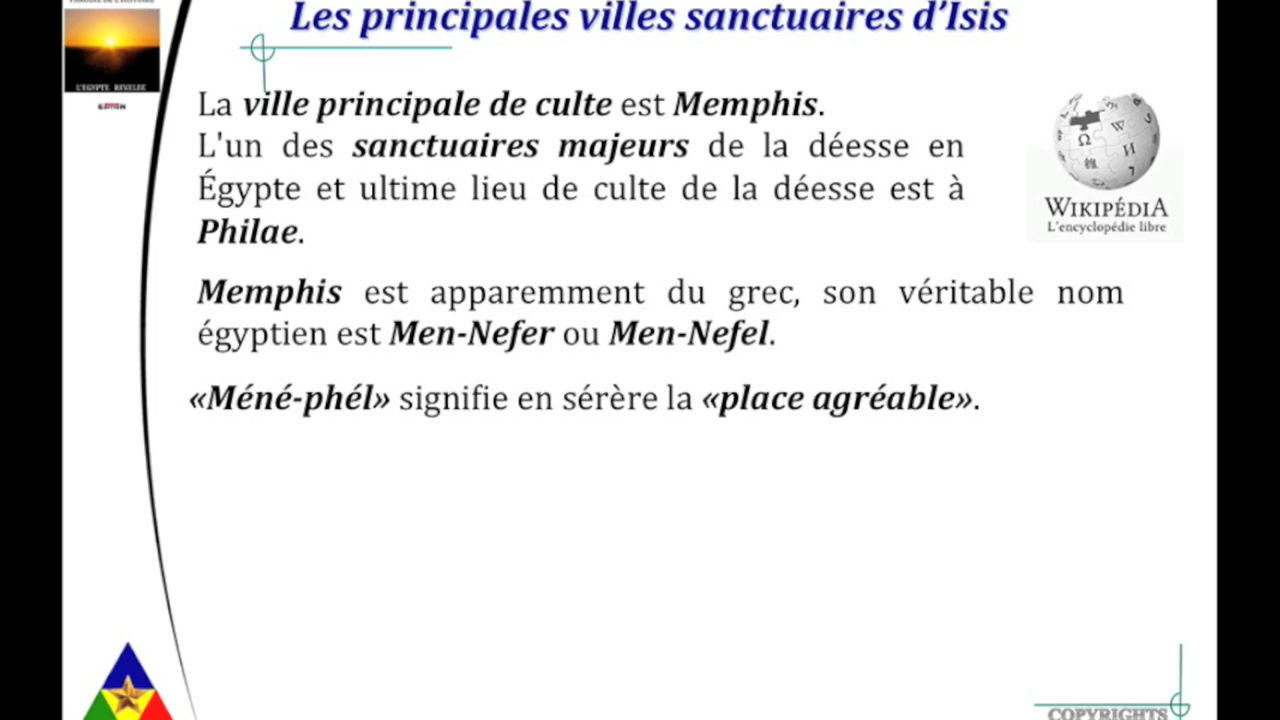 Les principales villes sanctuaires d'Isis
L'EGYPTE REVELEE
La ville principale de culte est Memphis.
L'un des sanctuaires majeurs de la déesse en
Égypte et ultime lieu de culte de la déesse est à
Philae.
WIKIPÉDIA
L'encyclopédie libre
Memphis est apparemment du grec, son véritable nom
égyptien est Men-Nefer ou Men-Nefel.
«Méné-phél» signifie en sérère la «place agréable».
COPYRIGHTS